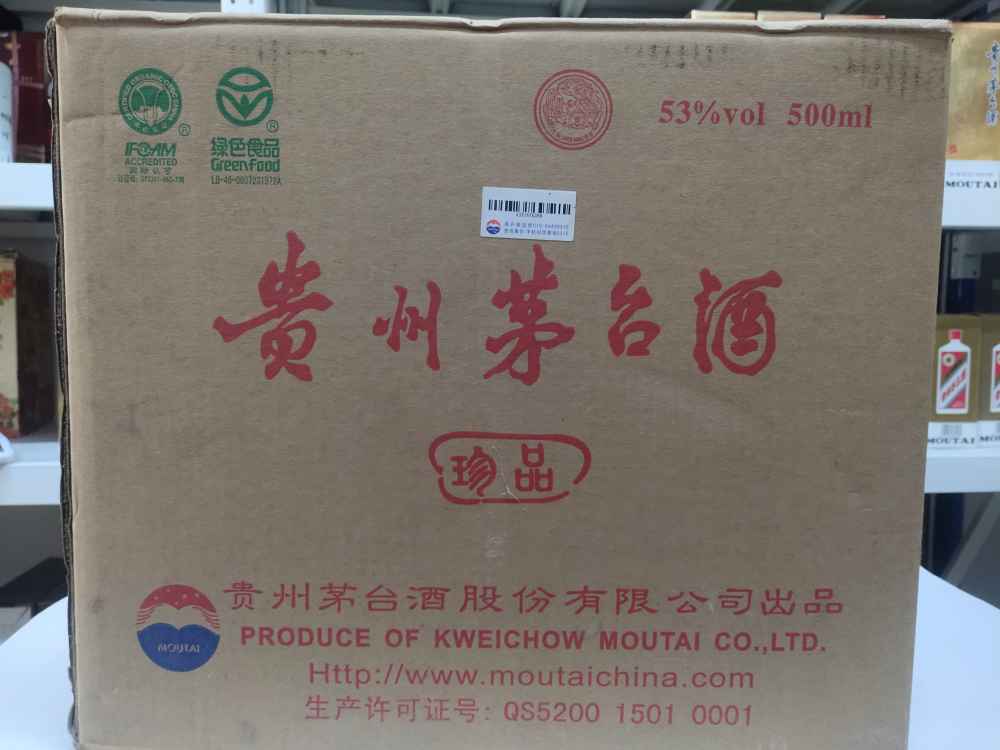 IFOAM
ACCREDITED
绿色食品
GreenFood
53%vol 500ml
贵州茅台酒
珍品
MOUTAI
贵州茅台酒股份有限公司出品
PRODUCE OF KWEICHOW MOUTAI CO.,LTD.
Http://www.moutaichina.com
生产许可证号: QS5200 1501 0001
MOUTAI
MOUTAI